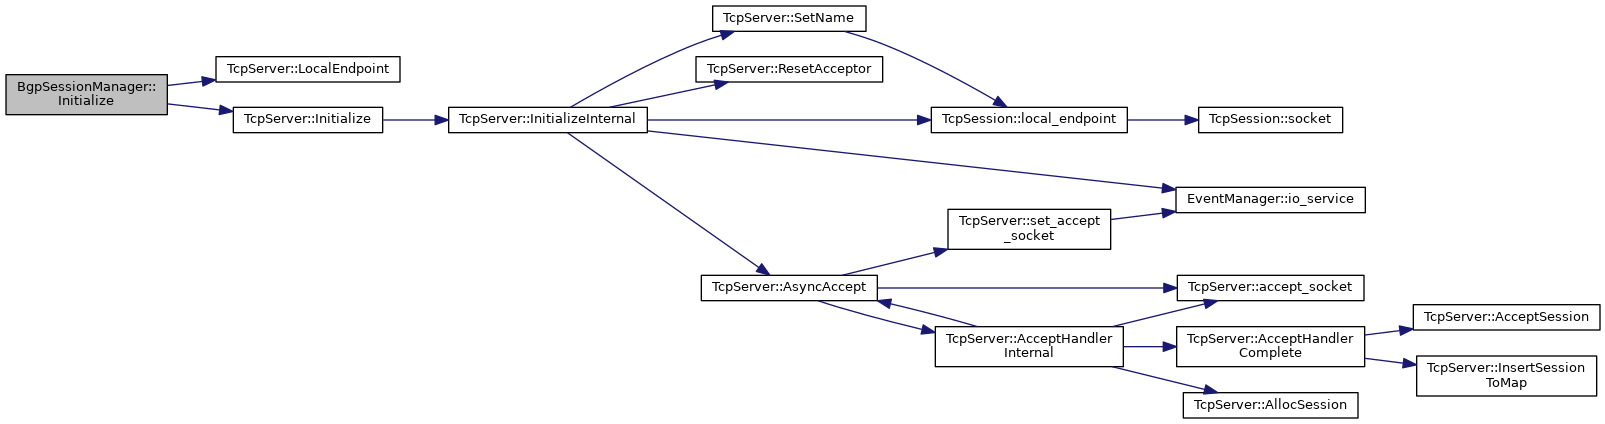 BgpSessionManager::
Initialize
TcpServer::LocalEndpoint
TcpServer::Initialize
TcpServer::InitializeInternal
TcpServer::SetName
TcpServer::ResetAcceptor
TcpSession::local_endpoint
TcpSession::socket
EventManager::io_service
TcpServer::set_accept
_socket
TcpServer::AsyncAccept
TcpServer::accept_socket
TcpServer::AcceptHandler
Internal
TcpServer::AcceptHandler
Complete
TcpServer::AcceptSession
TcpServer::InsertSession
ToMap
TcpServer::AllocSession